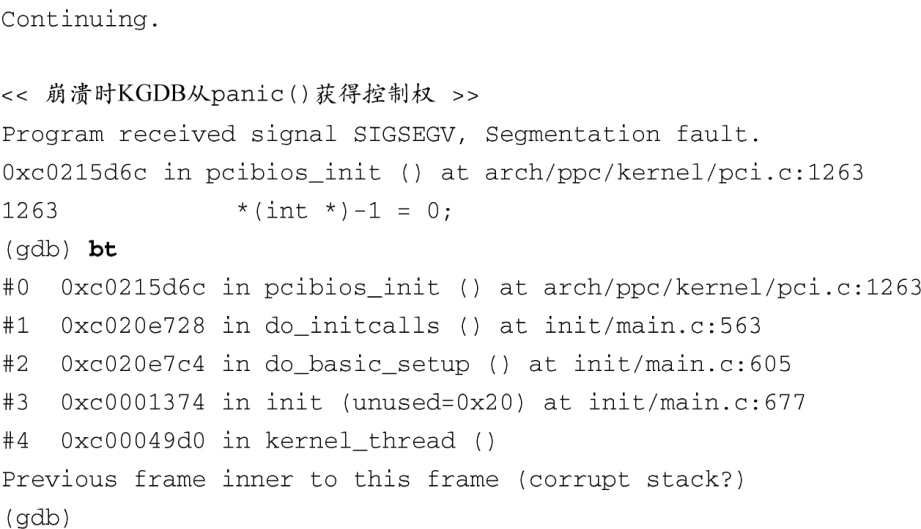 Continuing.
<< 崩溃时KGDB从panic()获得控制权 >>
Program received signal SIGSEGV, Segmentation fault.
0xc0215d6c in pcibios_init () at arch/ppc/kernel/pci.c:1263
1263            *(int *)-1 = 0;
(gdb) bt
#0  0xc0215d6c in pcibios_init () at arch/ppc/kernel/pci.c:1263
#1  0xc020e728 in do_initcalls () at init/main.c:563
#2  0xc020e7c4 in do_basic_setup () at init/main.c:605
#3  0xc0001374 in init (unused=0x20) at init/main.c:677
#4  0xc00049d0 in kernel_thread ()
Previous frame inner to this frame (corrupt stack?)
(gdb)